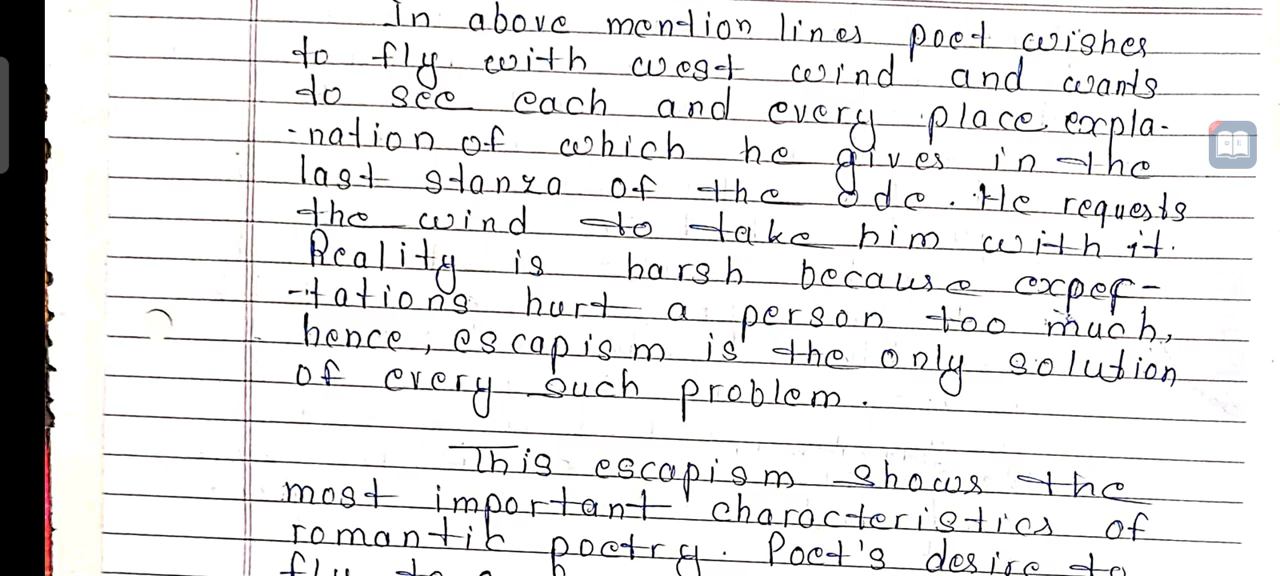 In above mention lines poet wishes
to fly with west wind and wants
to see each and every place expla-
-nation of which he gives in the
last stanza of the Ode. He requests
the wind to take him with it.
Reality is harsh because expec-
-tations hurt a person too much,
hence, escapism is the only solution
of every such problem.
This escapism shows the
most important characteristics of
romantic poetry. Poet's desire to
fly to a